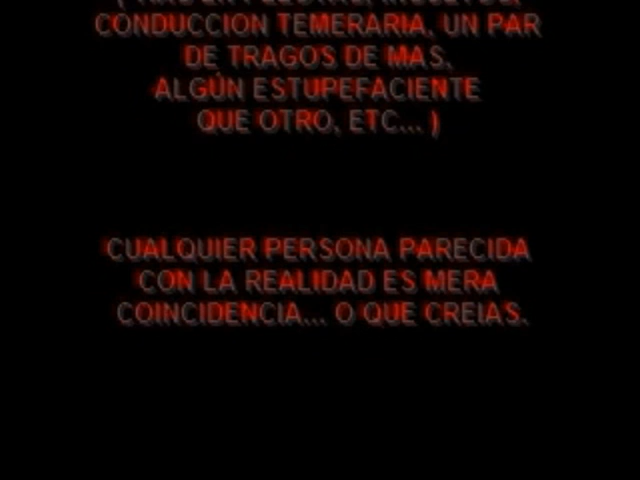 CONDUCCION TEMERARIA, UN PAR
DE TRAGOS DE MAS,
ALGÚN ESTUPEFACIENTE
QUE OTRO, ETC... )
CUALQUIER PERSONA PARECIDA
CON LA REALIDAD ES MERA
COINCIDENCIA... O QUE CREIAS.